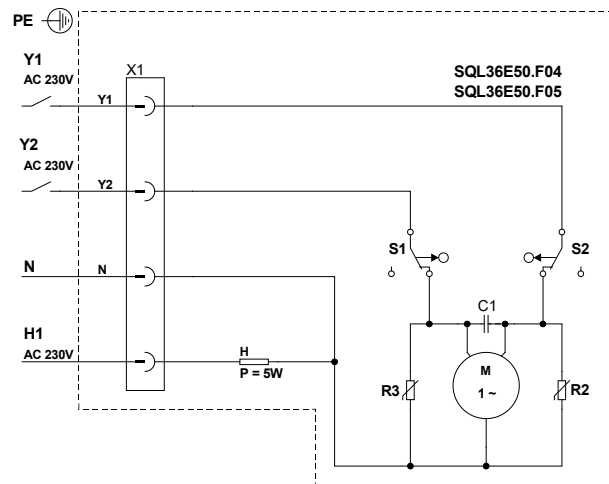 PE
Y1
AC 230V
X1
SQL36E50.F04
SQL36E50.F05
Y1
Y2
AC 230V
Y2
S1
S2
N
N
C1
H1
AC 230V
H
P = 5W
M
1 ~
R3
R2